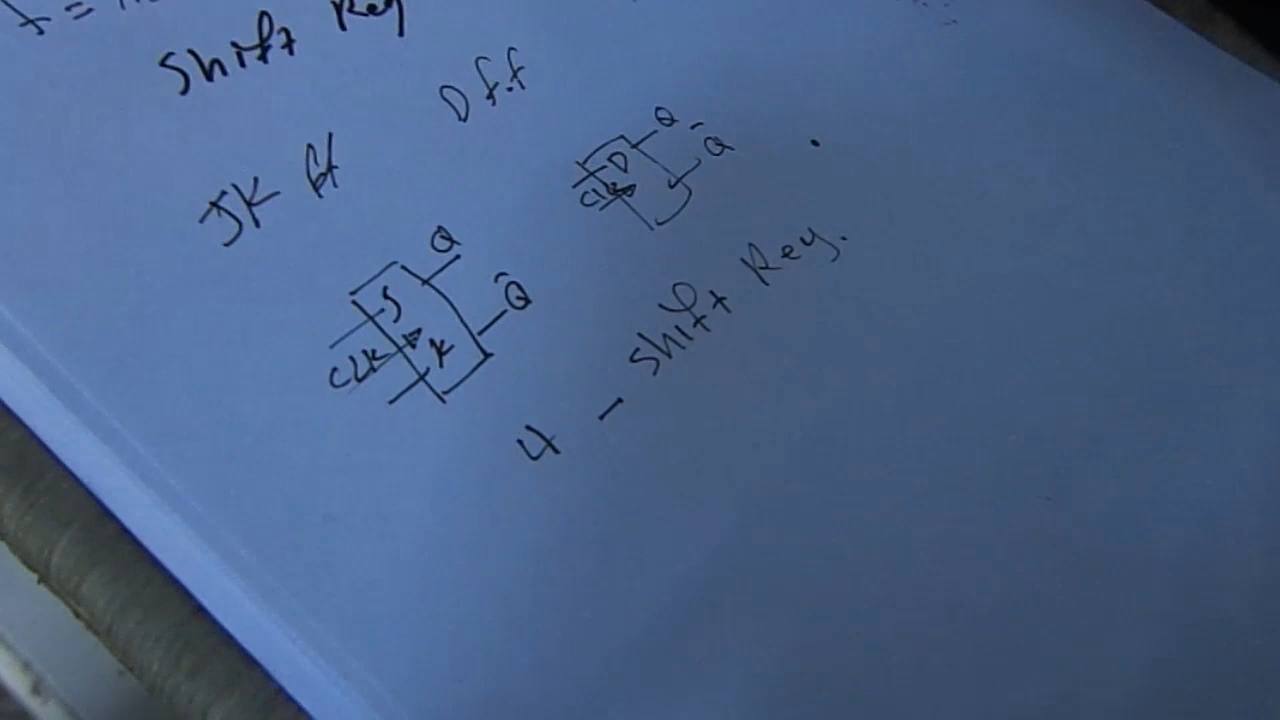 Shift Reg
D f.f
JK ff
D Q
CLK Q̄
J Q
CLK K Q̄
4 - Shift Reg.